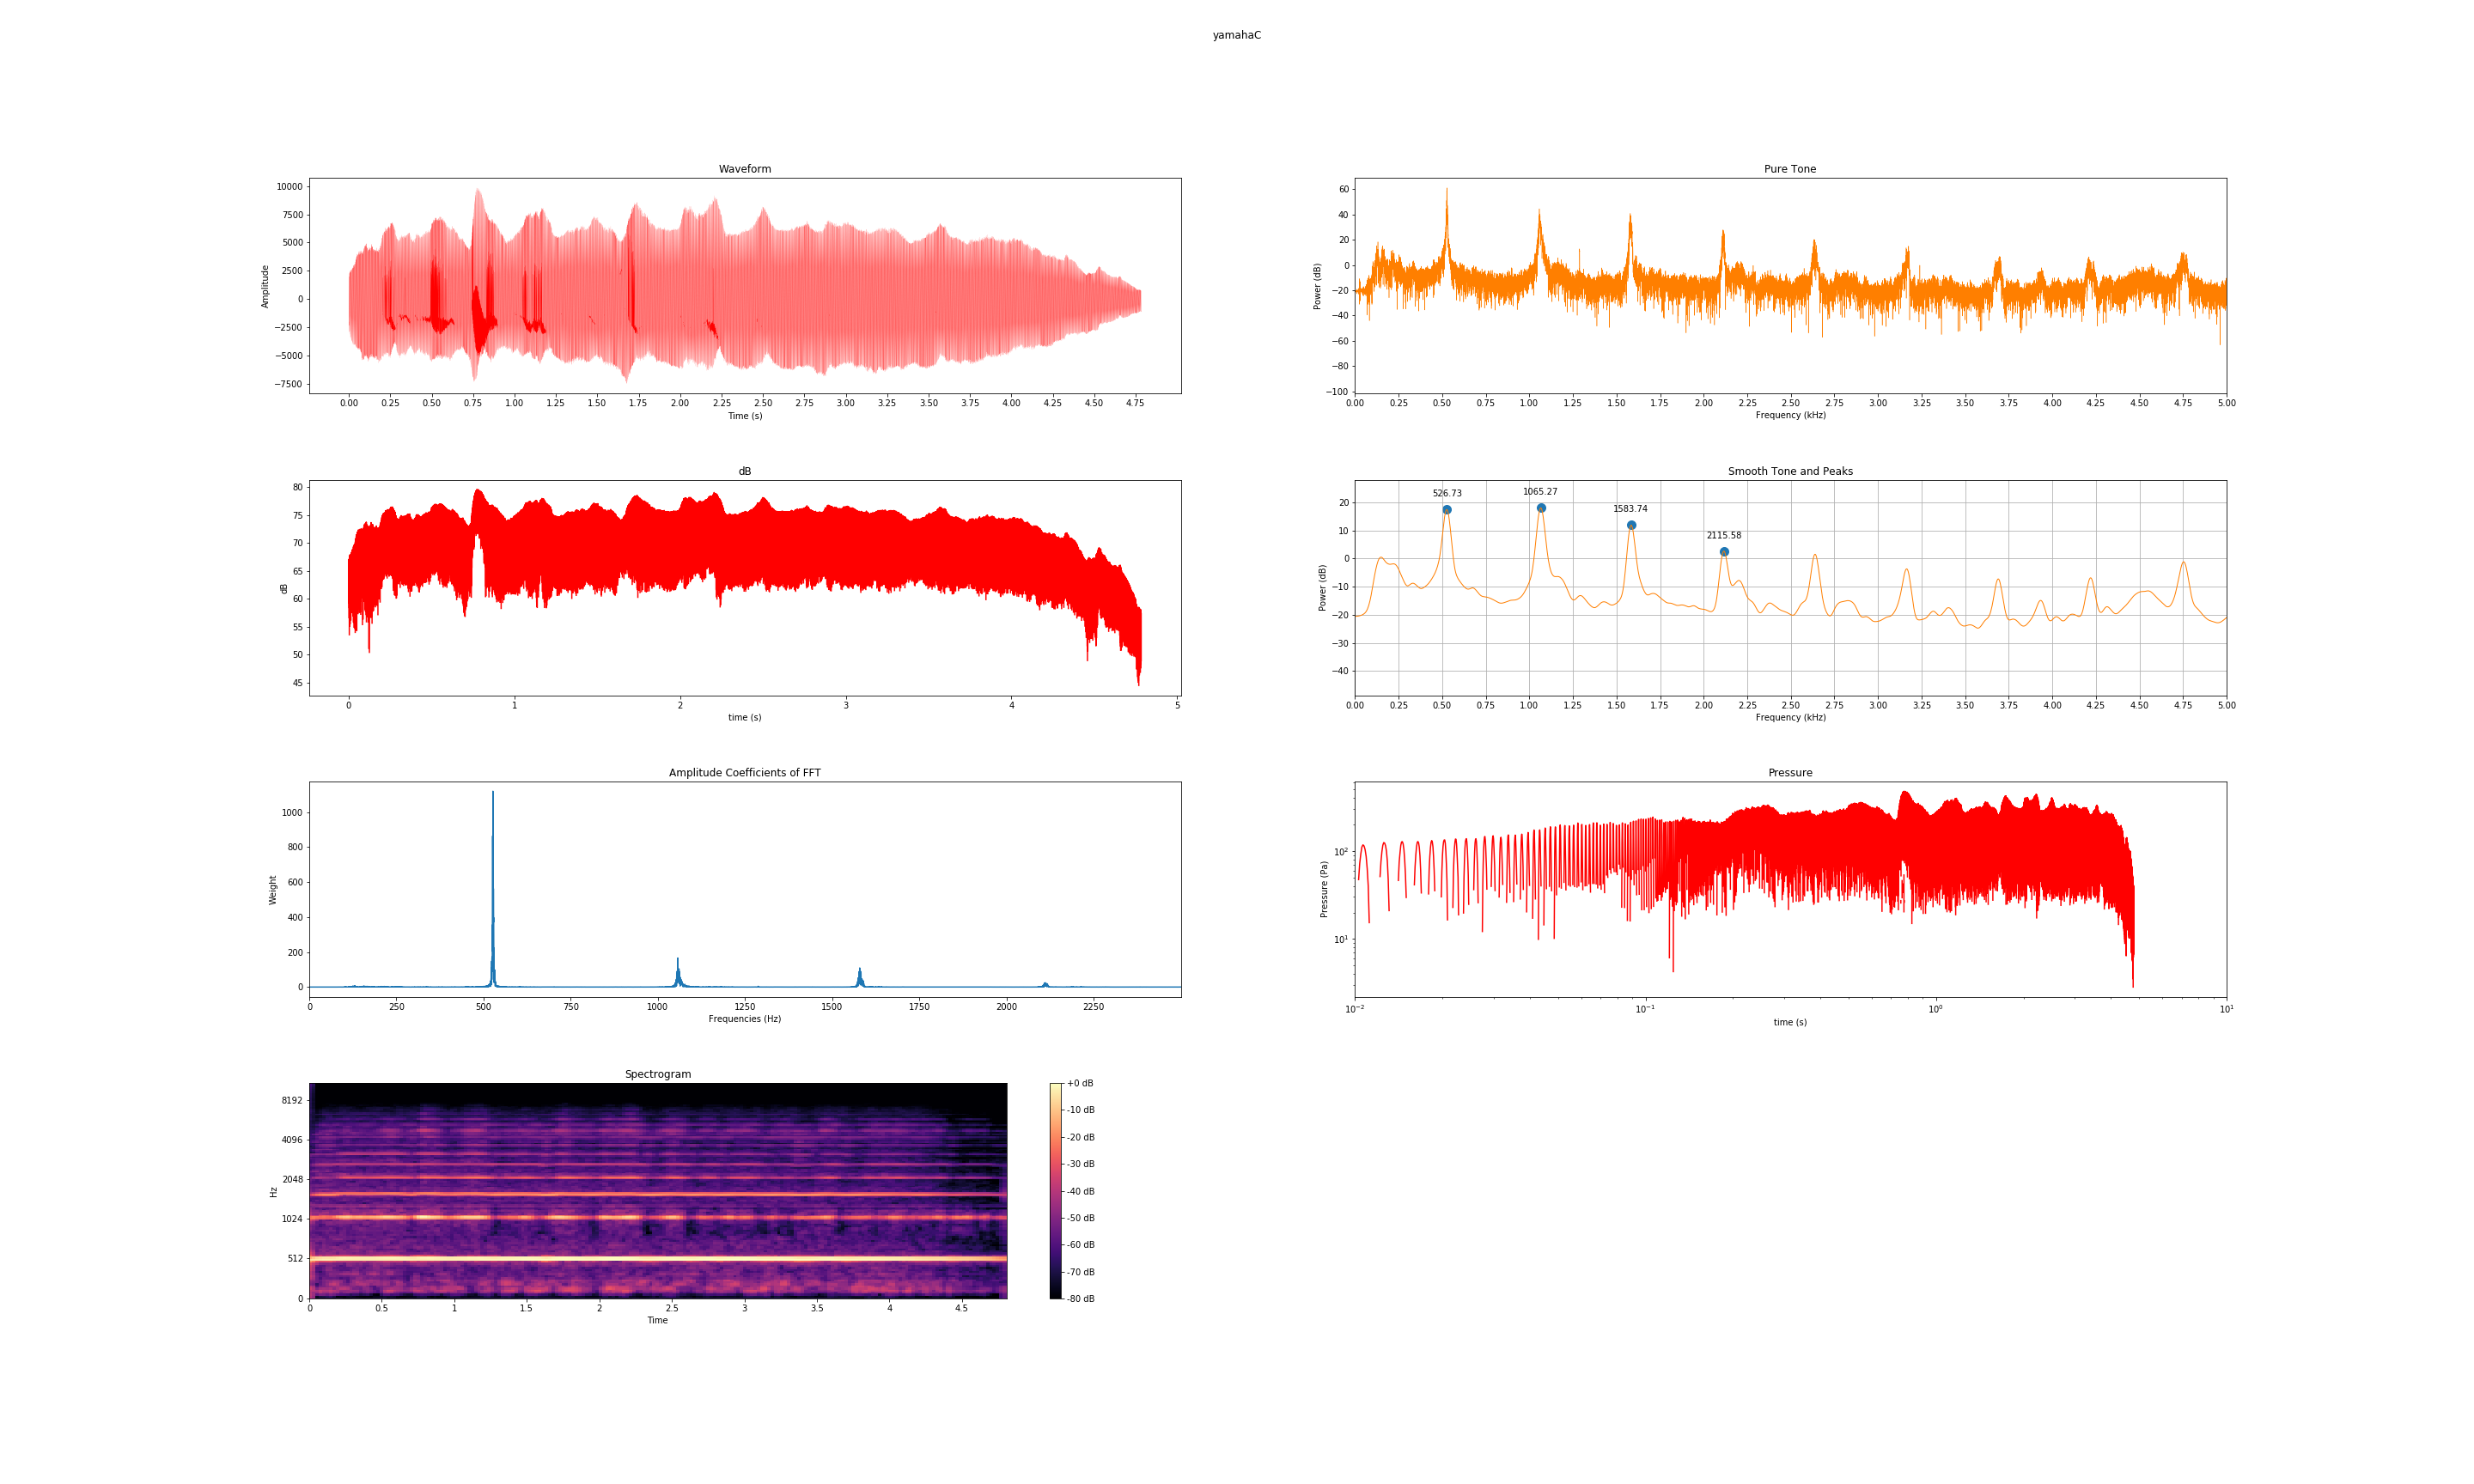 yamahaC
Waveform
10000
7500
5000
2500
0
−2500
−5000
−7500
Amplitude
0.00 0.25 0.50 0.75 1.00 1.25 1.50 1.75 2.00 2.25 2.50 2.75 3.00 3.25 3.50 3.75 4.00 4.25 4.50 4.75
Time (s)
Pure Tone
60
40
20
0
−20
−40
−60
−80
−100
Power (dB)
0.00 0.25 0.50 0.75 1.00 1.25 1.50 1.75 2.00 2.25 2.50 2.75 3.00 3.25 3.50 3.75 4.00 4.25 4.50 4.75 5.00
Frequency (kHz)
dB
80
75
70
65
60
55
50
45
dB
0 1 2 3 4 5
time (s)
Smooth Tone and Peaks
526.73 1065.27 1583.74 2115.58
20
10
0
−10
−20
−30
−40
Power (dB)
0.00 0.25 0.50 0.75 1.00 1.25 1.50 1.75 2.00 2.25 2.50 2.75 3.00 3.25 3.50 3.75 4.00 4.25 4.50 4.75 5.00
Frequency (kHz)
Amplitude Coefficients of FFT
1000
800
600
400
200
0
Weight
0 250 500 750 1000 1250 1500 1750 2000 2250
Frequencies (Hz)
Pressure
10²
10¹
Pressure (Pa)
10⁻² 10⁻¹ 10⁰ 10¹
time (s)
Spectrogram
8192
4096
2048
1024
512
0
Hz
0 0.5 1 1.5 2 2.5 3 3.5 4 4.5
Time
+0 dB
-10 dB
-20 dB
-30 dB
-40 dB
-50 dB
-60 dB
-70 dB
-80 dB